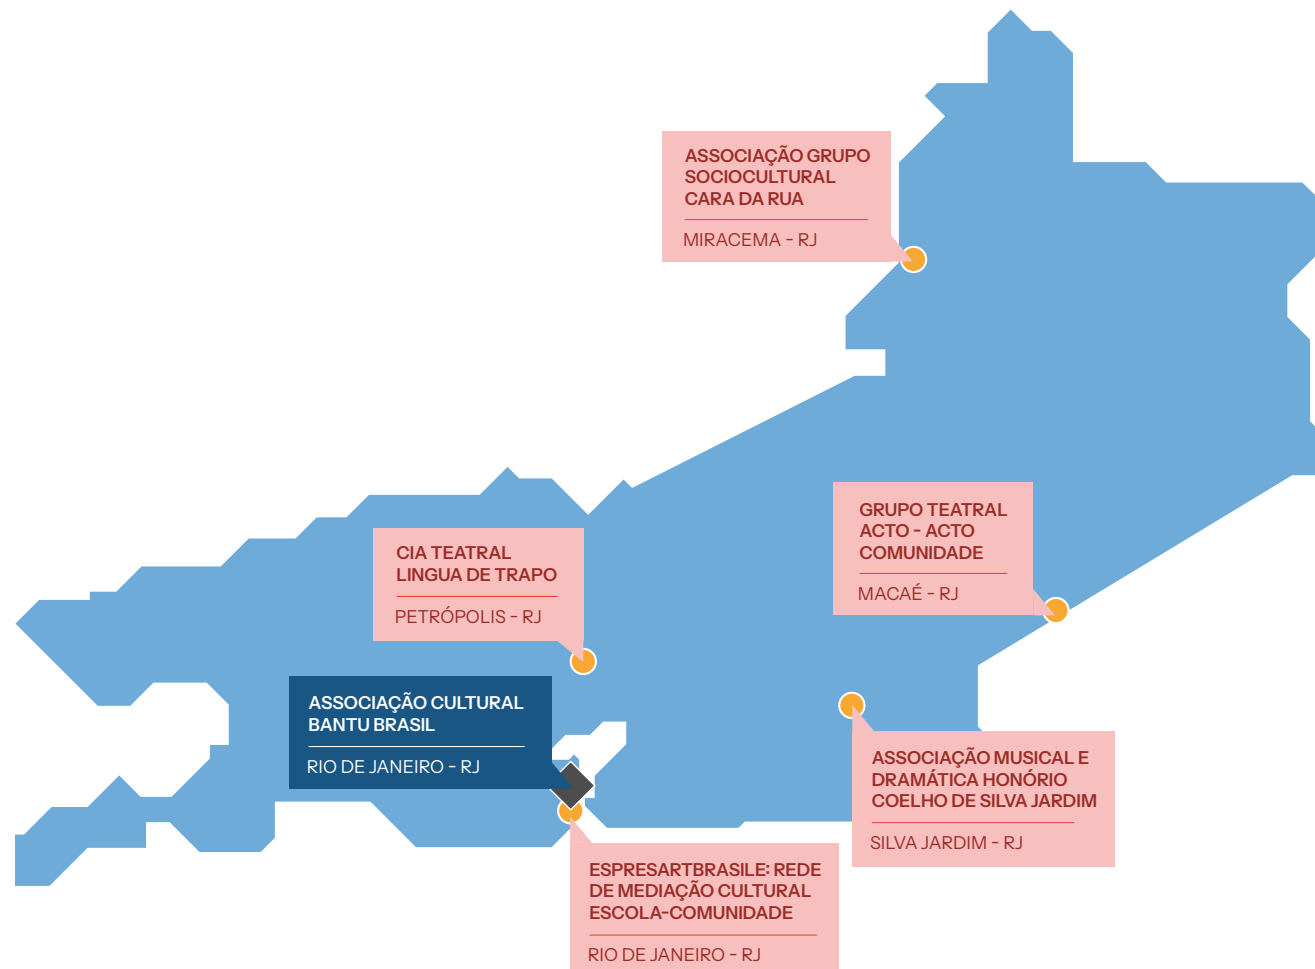 ASSOCIAÇÃO GRUPO
SOCIOCULTURAL
CARA DA RUA
MIRACEMA - RJ
GRUPO TEATRAL
ACTO - ACTO
COMUNIDADE
MACAÉ - RJ
CIA TEATRAL
LINGUA DE TRAPO
PETRÓPOLIS - RJ
ASSOCIAÇÃO CULTURAL
BANTU BRASIL
RIO DE JANEIRO - RJ
ASSOCIAÇÃO MUSICAL E
DRAMÁTICA HONÓRIO
COELHO DE SILVA JARDIM
SILVA JARDIM - RJ
ESPRESARTBRASILE: REDE
DE MEDIAÇÃO CULTURAL
ESCOLA-COMUNIDADE
RIO DE JANEIRO - RJ